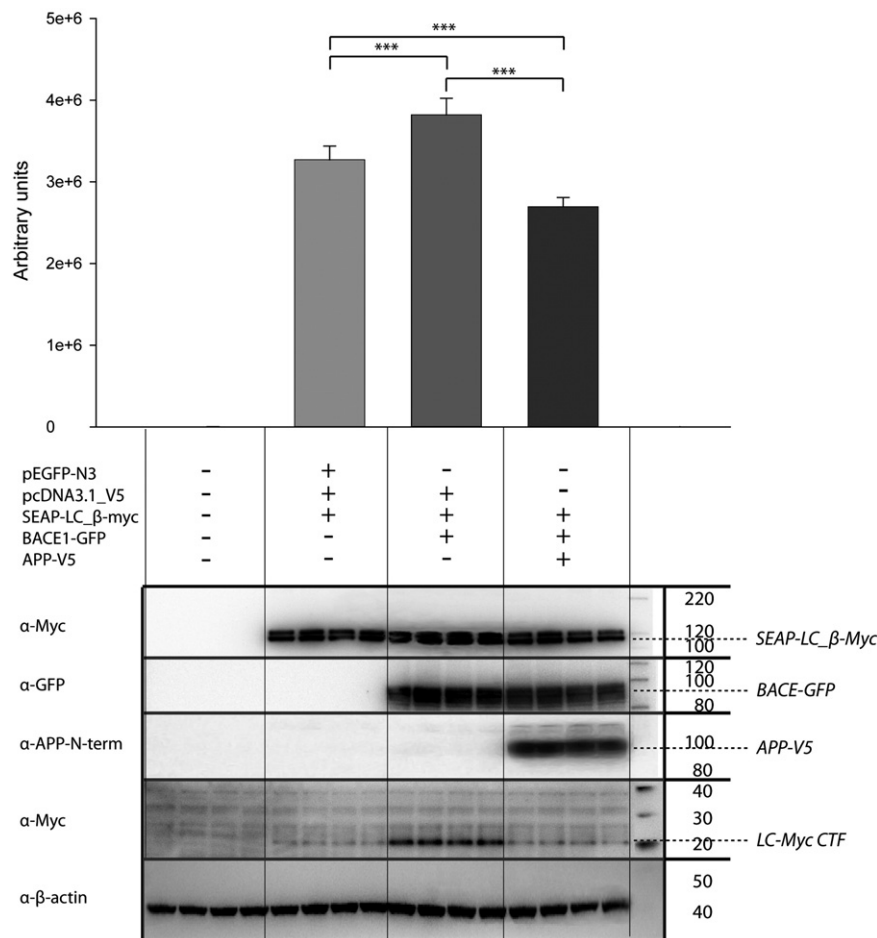 5e+6
***
***
***
4e+6
3e+6
2e+6
1e+6
0
Arbitrary units
pEGFP-N3 - + - -
pcDNA3.1_V5 - + + -
SEAP-LC_β-myc - + + +
BACE1-GFP - - + +
APP-V5 - - - +
α-Myc 220 120 100 SEAP-LC_β-Myc
α-GFP 120 100 80 BACE-GFP
α-APP-N-term 100 80 APP-V5
α-Myc 40 30 20 LC-Myc CTF
α-β-actin 50 40